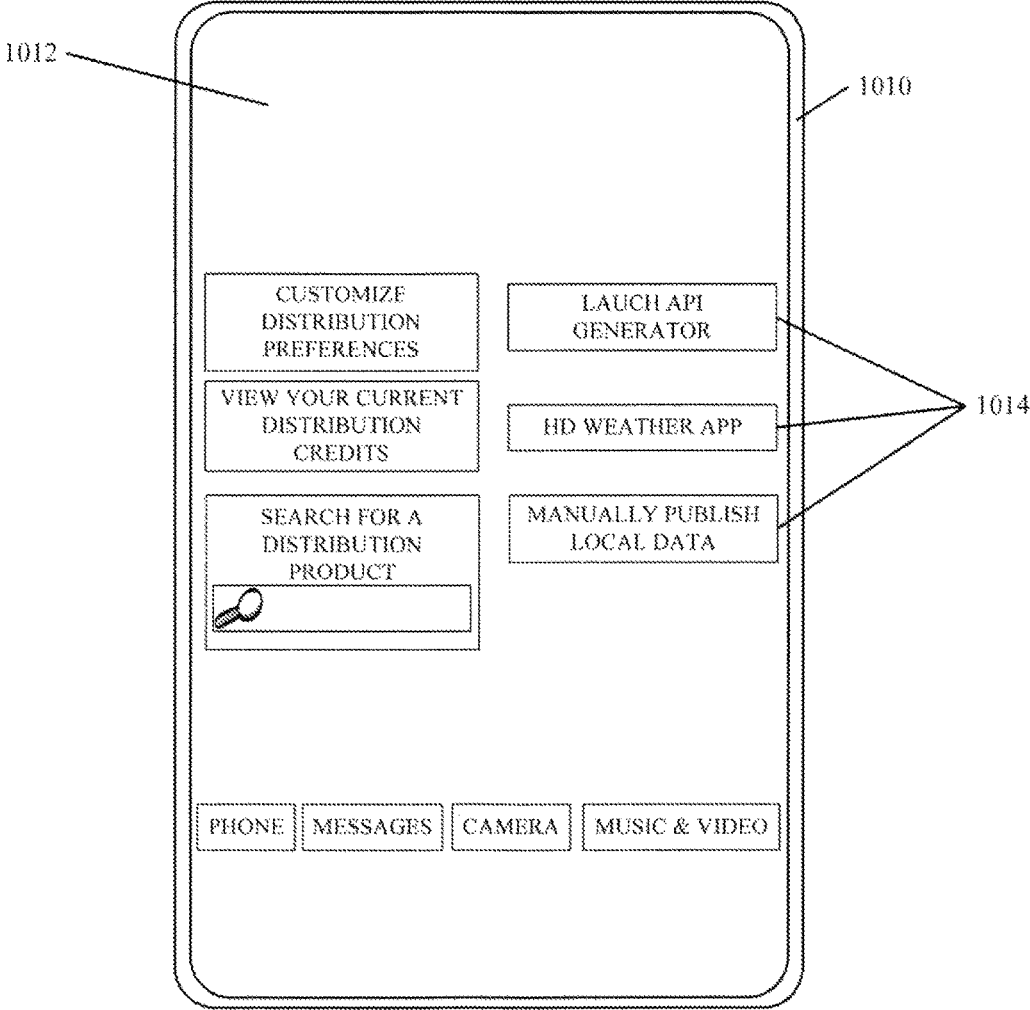 1012
1010
CUSTOMIZE
DISTRIBUTION
PREFERENCES
LAUCH API
GENERATOR
VIEW YOUR CURRENT
DISTRIBUTION
CREDITS
HD WEATHER APP
1014
SEARCH FOR A
DISTRIBUTION
PRODUCT
MANUALLY PUBLISH
LOCAL DATA
PHONE
MESSAGES
CAMERA
MUSIC & VIDEO